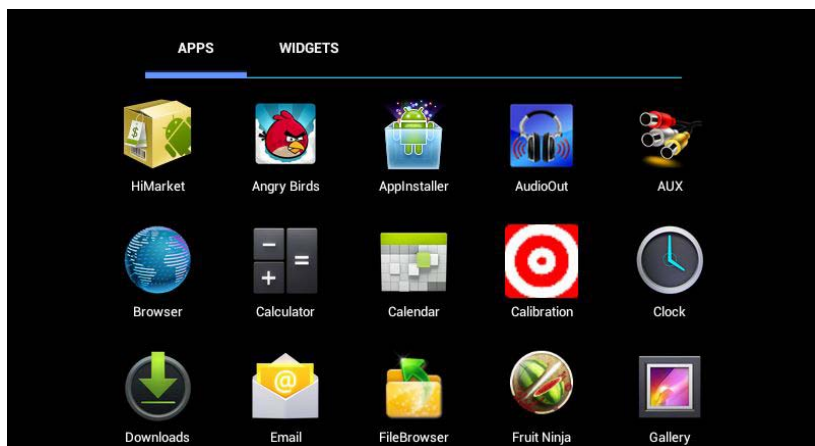 APPS WIDGETS
$
HiMarket Angry Birds AppInstaller AudioOut AUX
Browser Calculator Calendar Calibration Clock
@
Downloads Email FileBrowser Fruit Ninja Gallery